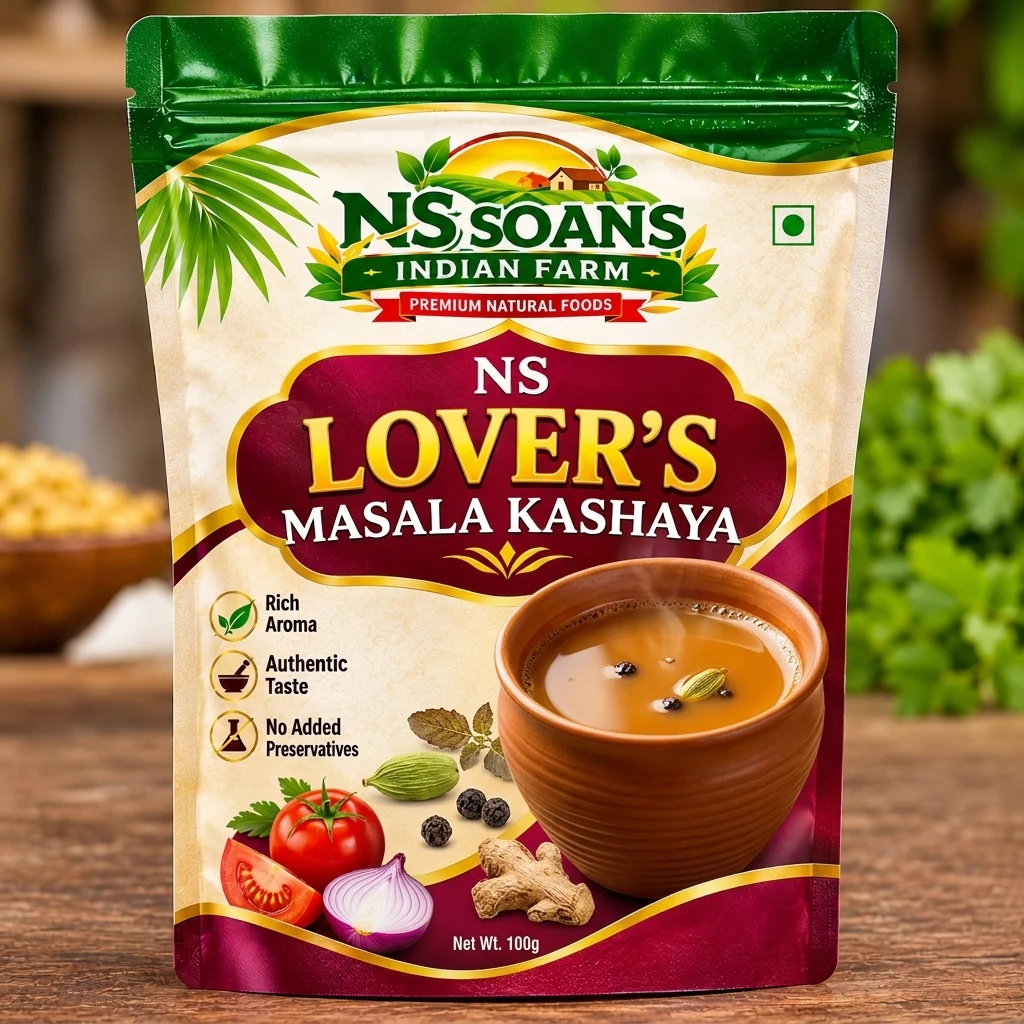 NS SOANS
INDIAN FARM
PREMIUM NATURAL FOODS
NS
LOVER'S
MASALA KASHAYA
Rich
Aroma
Authentic
Taste
No Added
Preservatives
Net Wt. 100g